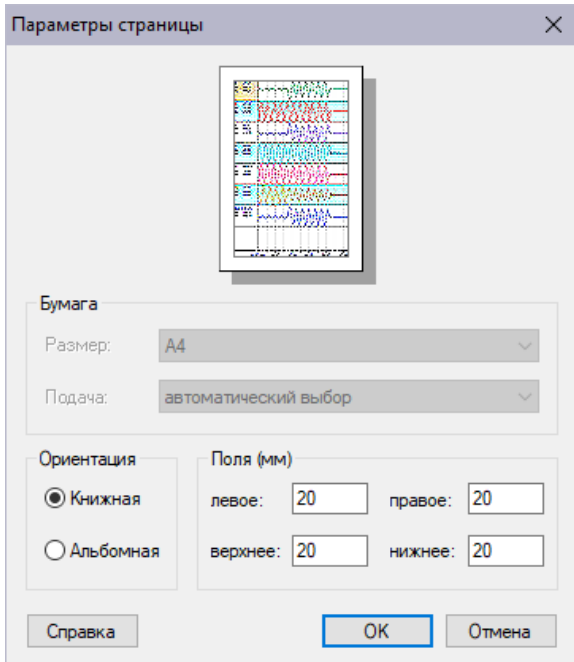 Параметры страницы
Бумага
Размер: A4
Подача: автоматический выбор
Ориентация
Книжная
Альбомная
Поля (мм)
левое: 20 правое: 20
верхнее: 20 нижнее: 20
Справка OK Отмена